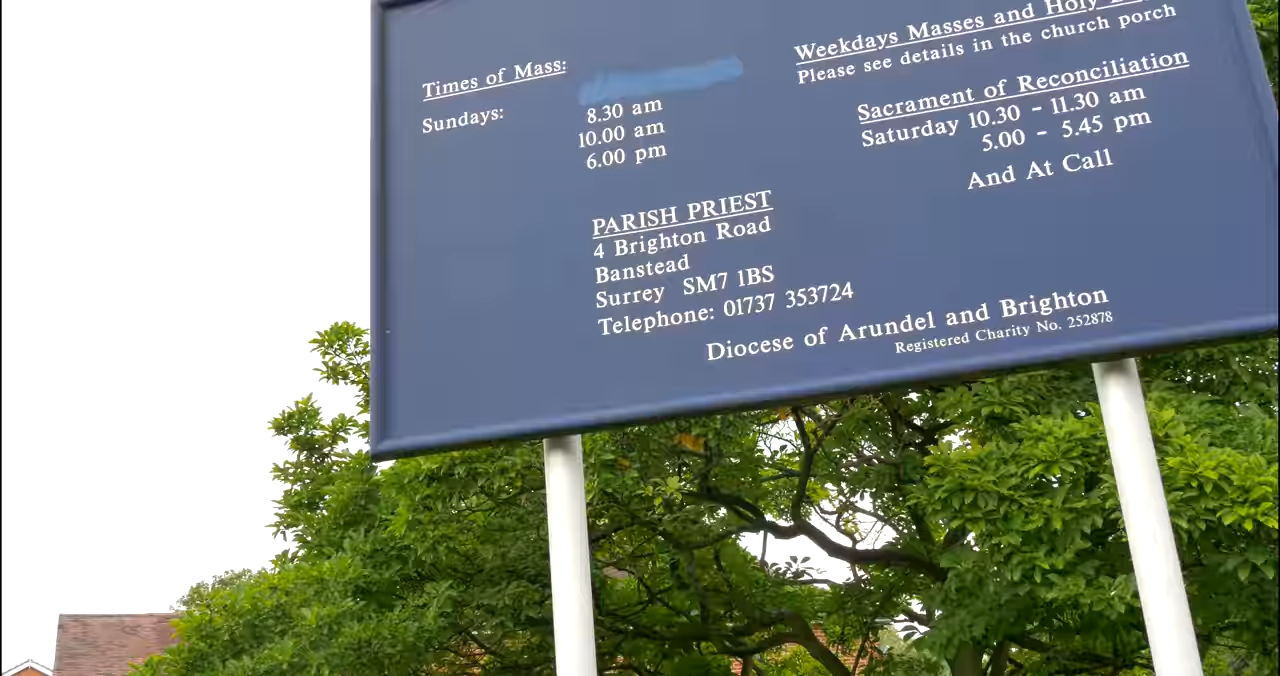 Times of Mass:
Sundays:
8.30 am
10.00 am
6.00 pm
Weekdays Masses and Holy
Please see details in the church porch
Sacrament of Reconciliation
Saturday 10.30 - 11.30 am
5.00 - 5.45 pm
And At Call
PARISH PRIEST
4 Brighton Road
Banstead
Surrey SM7 1BS
Telephone: 01737 353724
Diocese of Arundel and Brighton
Registered Charity No. 252878